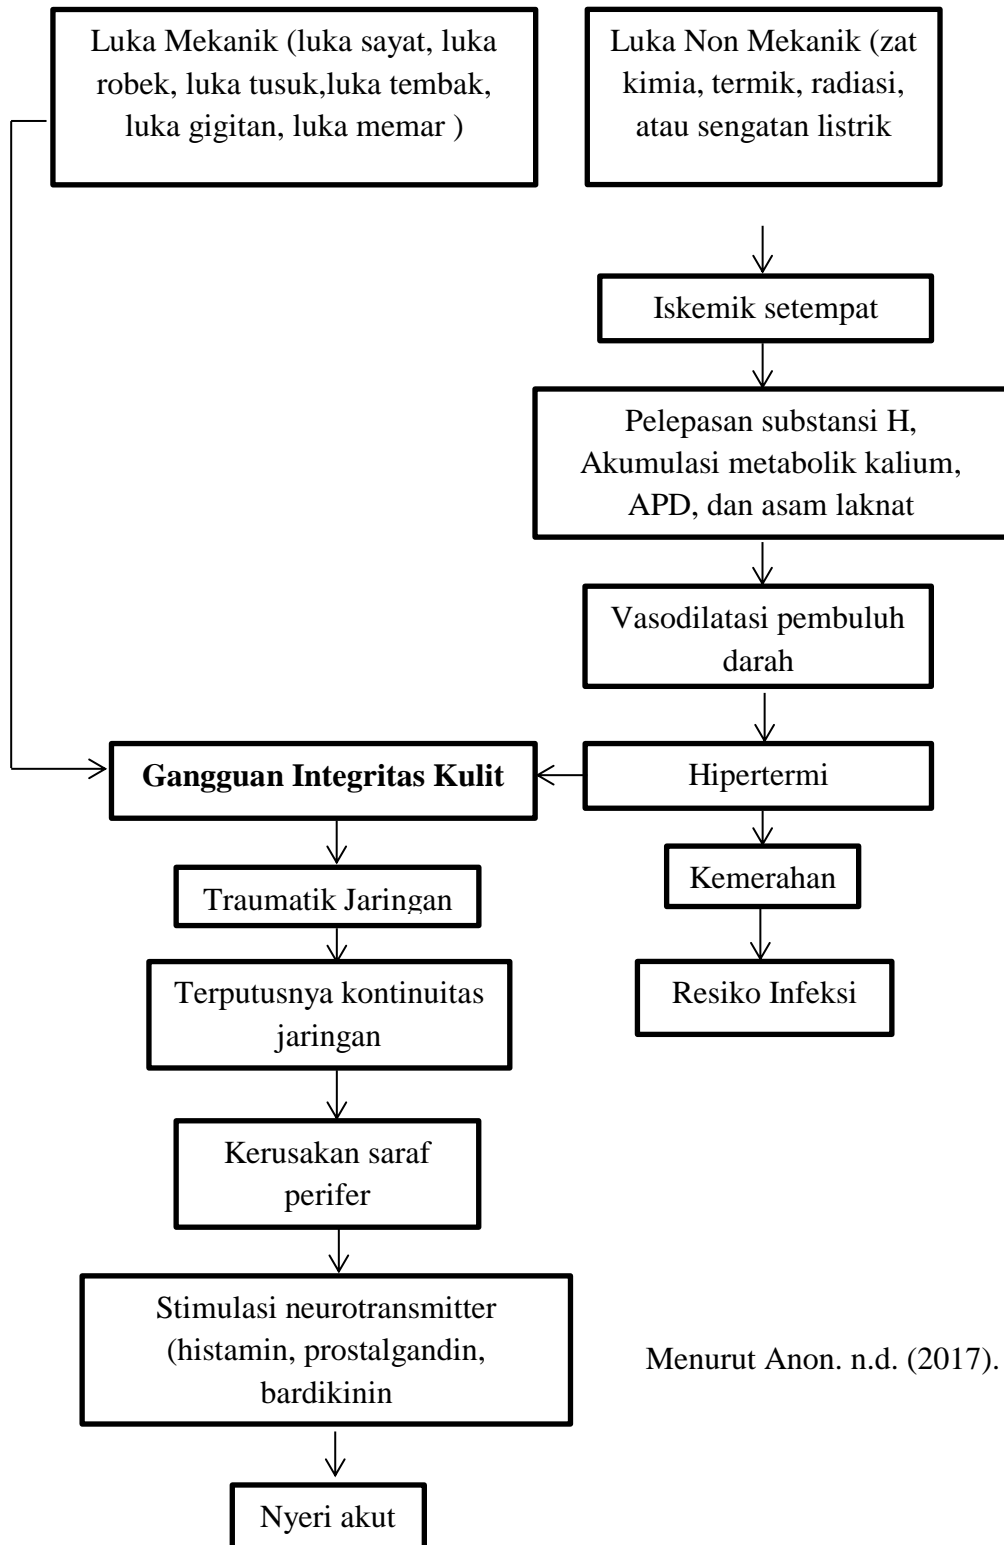 Luka Mekanik (luka sayat, luka
robek, luka tusuk,luka tembak,
luka gigitan, luka memar )
Luka Non Mekanik (zat
kimia, termik, radiasi,
atau sengatan listrik
Iskemik setempat
Pelepasan substansi H,
Akumulasi metabolik kalium,
APD, dan asam laknat
Vasodilatasi pembuluh
darah
Gangguan Integritas Kulit
Hipertermi
Kemerahan
Traumatik Jaringan
Resiko Infeksi
Terputusnya kontinuitas
jaringan
Kerusakan saraf
perifer
Stimulasi neurotransmitter
(histamin, prostalgandin,
bardikinin
Menurut Anon. n.d. (2017).
Nyeri akut